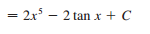 = 2x⁵ − 2 tan x + C